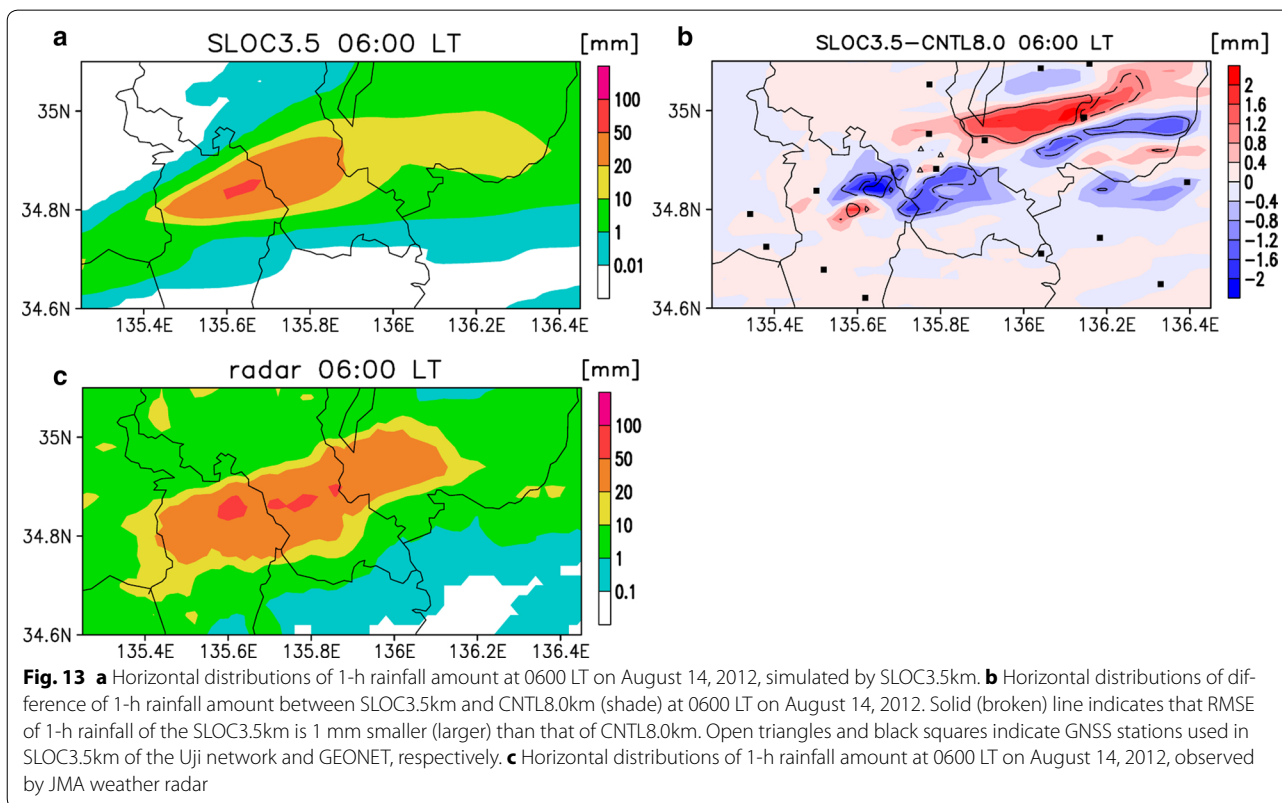 a SLOC3.5 06:00 LT [mm]
35N
34.8N
34.6N
135.4E 135.6E 135.8E 136E 136.2E 136.4E
100
50
20
10
1
0.01
b SLOC3.5-CNTL8.0 06:00 LT [mm]
35N
34.8N
34.6N
135.4E 135.6E 135.8E 136E 136.2E 136.4E
2
1.6
1.2
0.8
0.4
0
-0.4
-0.8
-1.2
-1.6
-2
c radar 06:00 LT [mm]
35N
34.8N
34.6N
135.4E 135.6E 135.8E 136E 136.2E 136.4E
100
50
20
10
1
0.1
Fig. 13 a Horizontal distributions of 1-h rainfall amount at 0600 LT on August 14, 2012, simulated by SLOC3.5km. b Horizontal distributions of dif-
ference of 1-h rainfall amount between SLOC3.5km and CNTL8.0km (shade) at 0600 LT on August 14, 2012. Solid (broken) line indicates that RMSE
of 1-h rainfall of the SLOC3.5km is 1 mm smaller (larger) than that of CNTL8.0km. Open triangles and black squares indicate GNSS stations used in
SLOC3.5km of the Uji network and GEONET, respectively. c Horizontal distributions of 1-h rainfall amount at 0600 LT on August 14, 2012, observed
by JMA weather radar